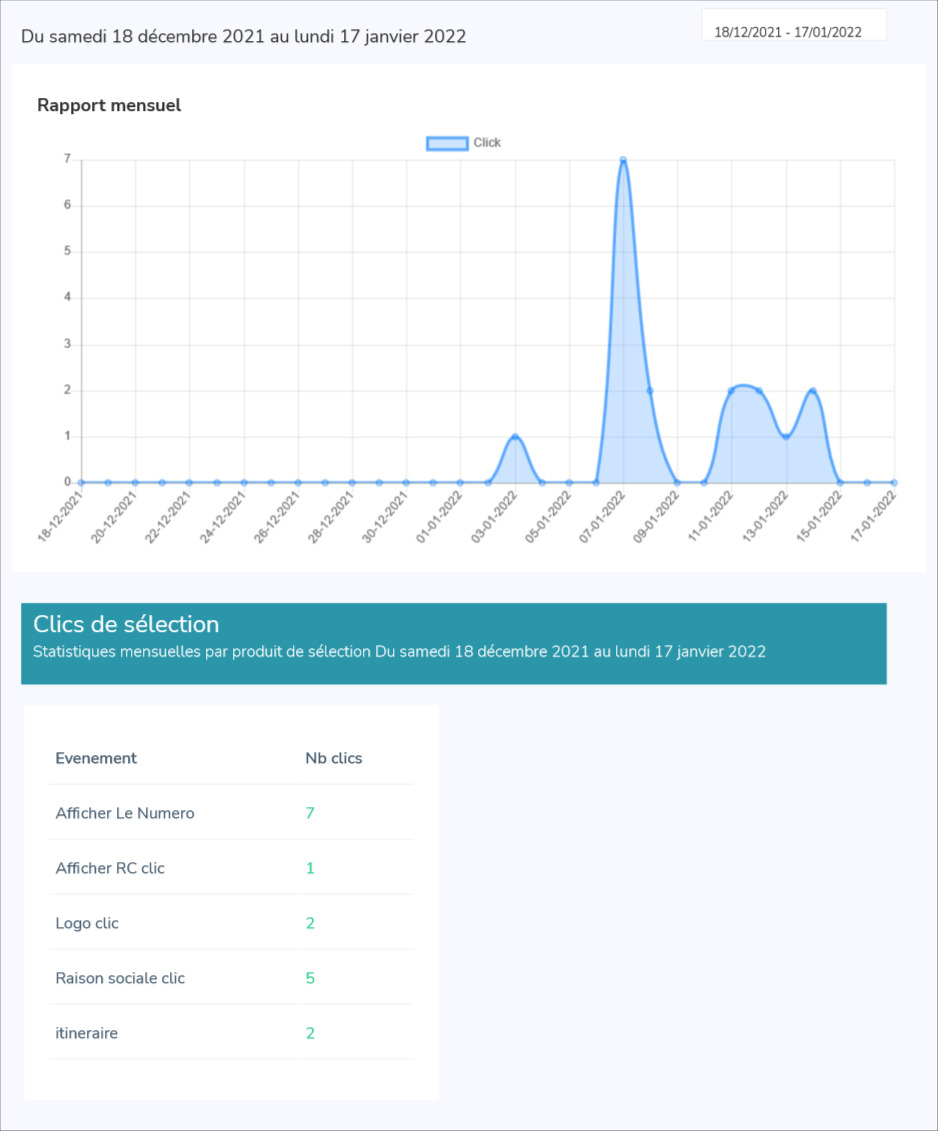 Du samedi 18 décembre 2021 au lundi 17 janvier 2022
18/12/2021 - 17/01/2022
Rapport mensuel
Click
7
6
5
4
3
2
1
0
18-12-2021
20-12-2021
22-12-2021
24-12-2021
26-12-2021
28-12-2021
30-12-2021
01-01-2022
03-01-2022
05-01-2022
07-01-2022
09-01-2022
11-01-2022
13-01-2022
15-01-2022
17-01-2022
Clics de sélection
Statistiques mensuelles par produit de sélection Du samedi 18 décembre 2021 au lundi 17 janvier 2022
Evenement Nb clics
Afficher Le Numero 7
Afficher RC clic 1
Logo clic 2
Raison sociale clic 5
itineraire 2